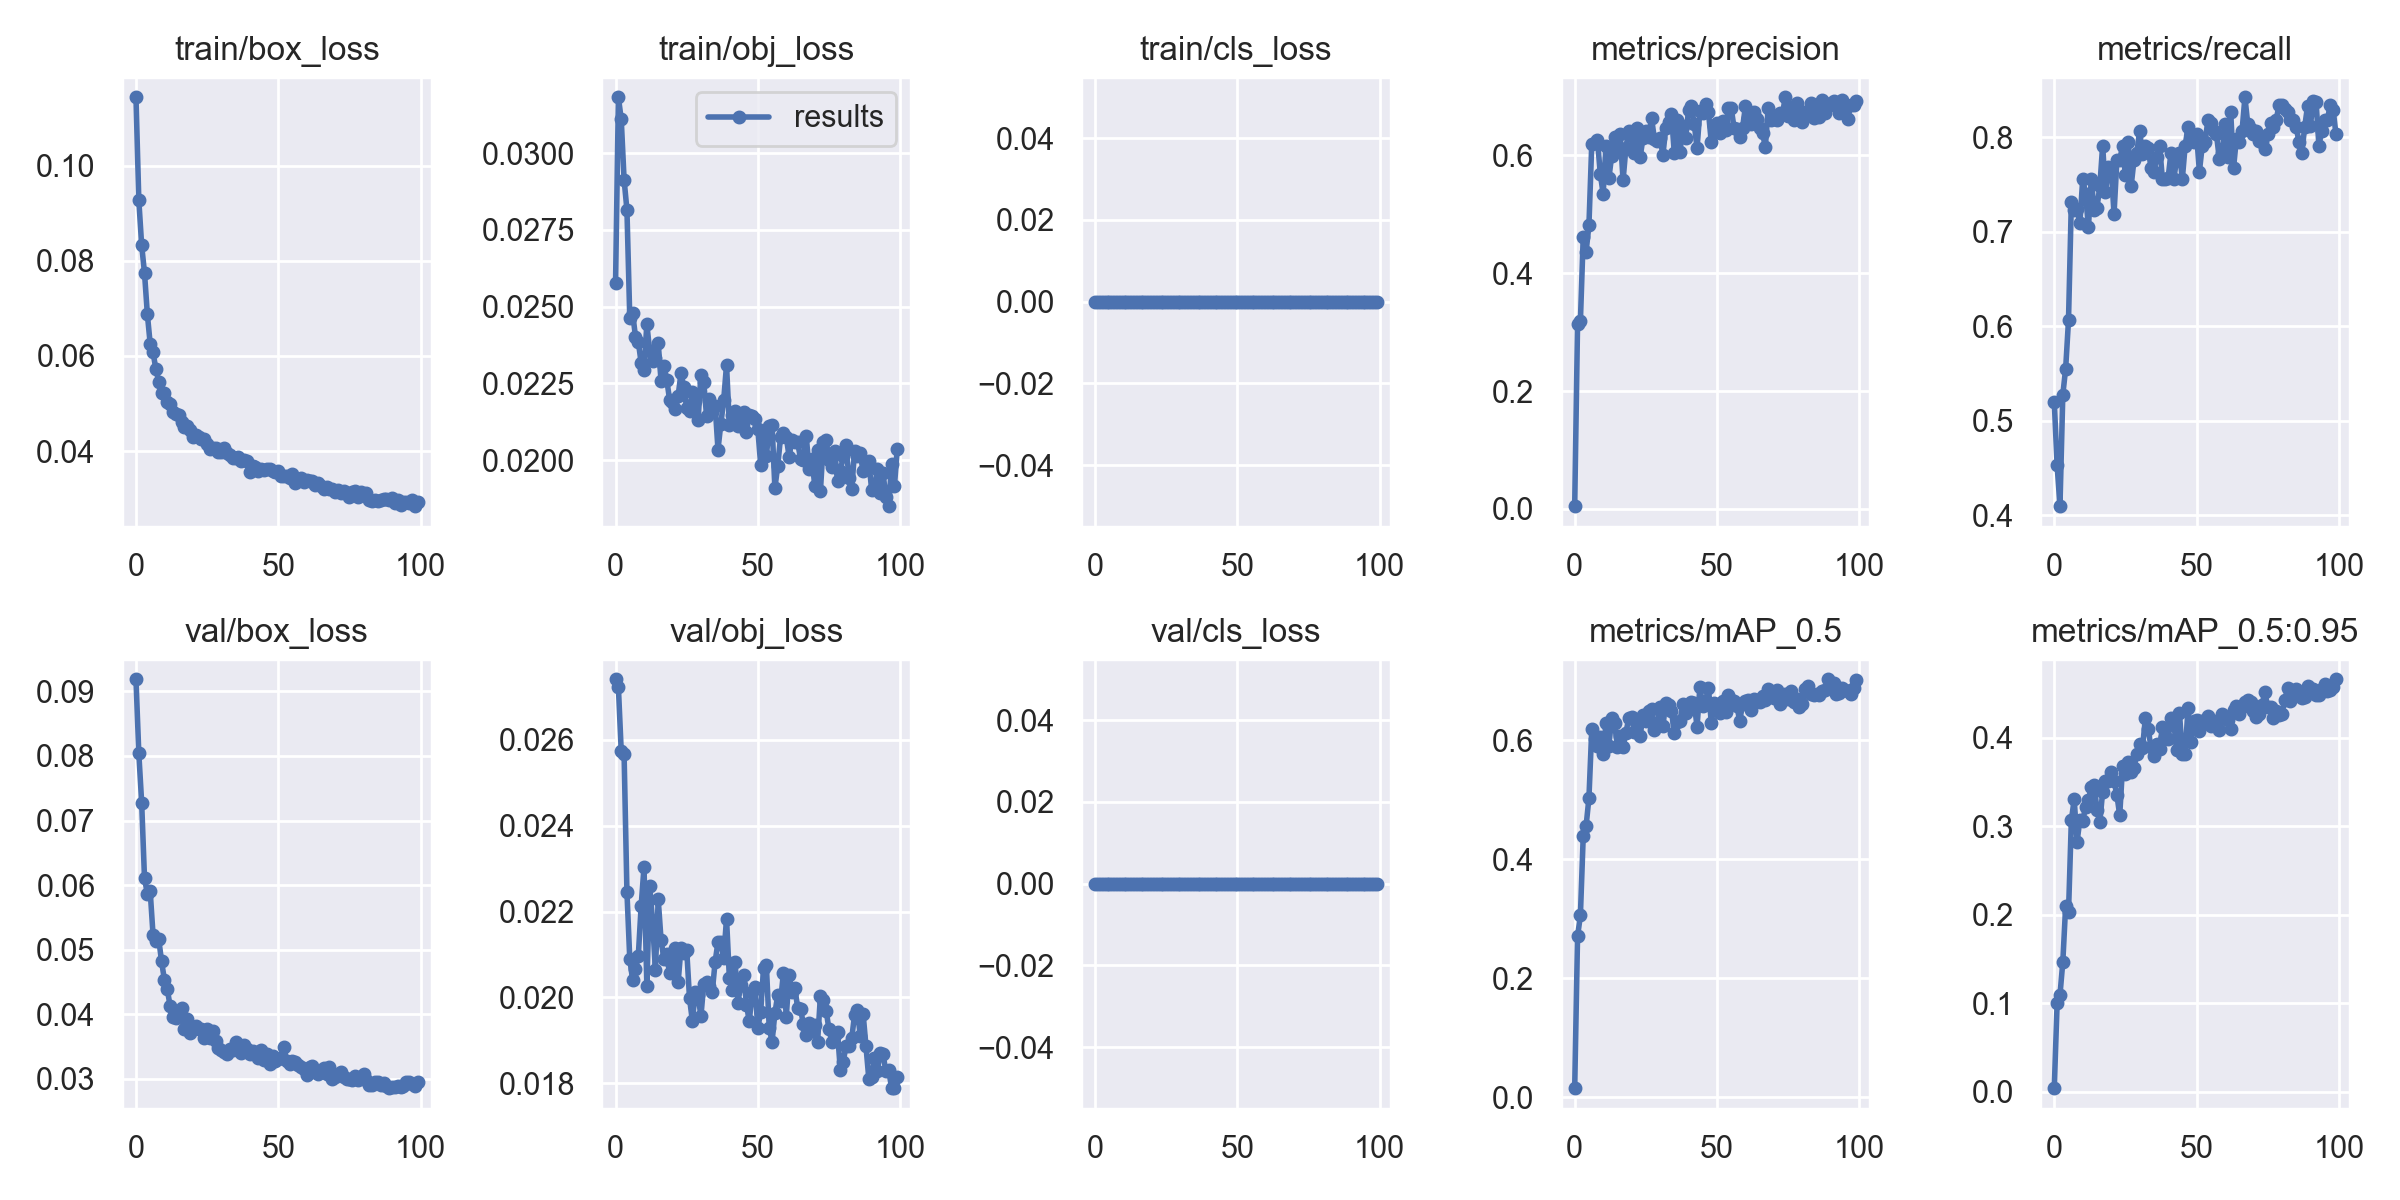 train/box_loss
0.10
0.08
0.06
0.04
0 50 100
train/obj_loss
results
0.0300
0.0275
0.0250
0.0225
0.0200
0 50 100
train/cls_loss
0.04
0.02
0.00
−0.02
−0.04
0 50 100
metrics/precision
0.6
0.4
0.2
0.0
0 50 100
metrics/recall
0.8
0.7
0.6
0.5
0.4
0 50 100
val/box_loss
0.09
0.08
0.07
0.06
0.05
0.04
0.03
0 50 100
val/obj_loss
0.026
0.024
0.022
0.020
0.018
0 50 100
val/cls_loss
0.04
0.02
0.00
−0.02
−0.04
0 50 100
metrics/mAP_0.5
0.6
0.4
0.2
0.0
0 50 100
metrics/mAP_0.5:0.95
0.4
0.3
0.2
0.1
0.0
0 50 100